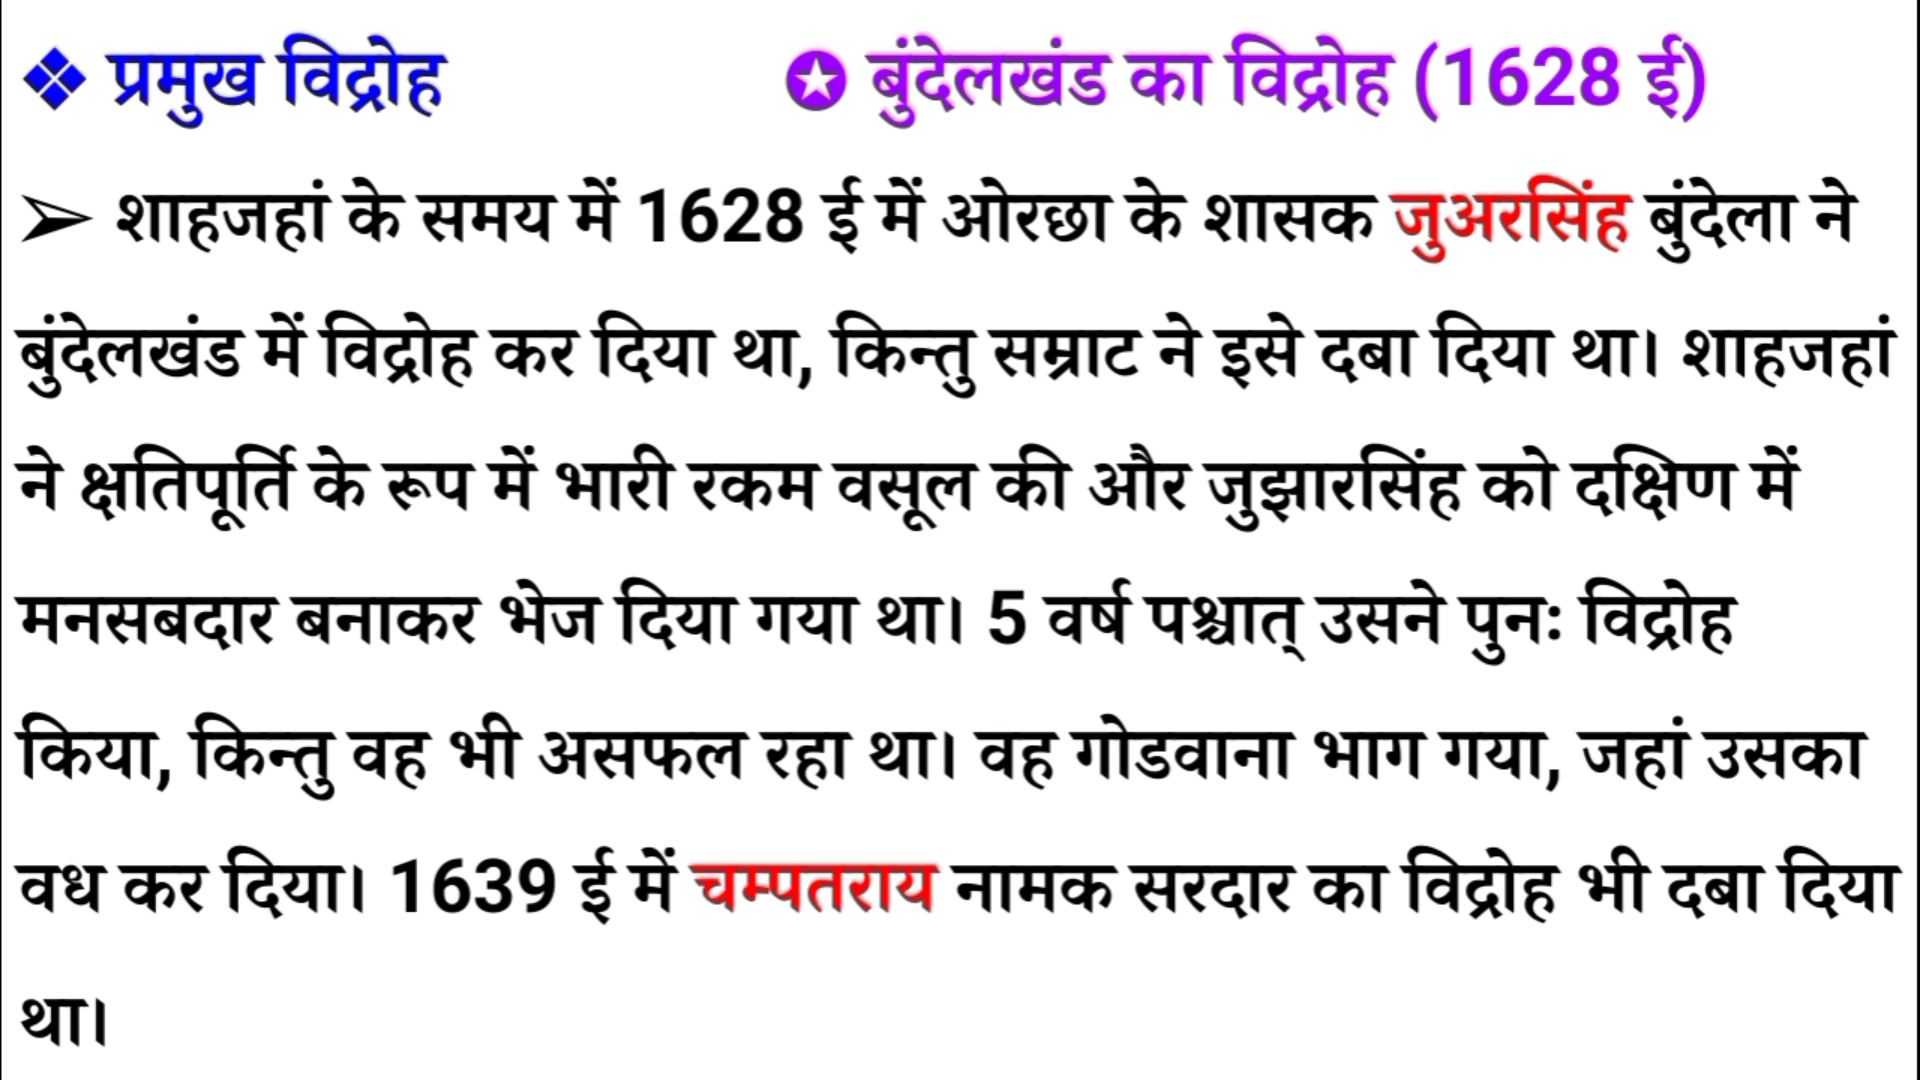 ❖ प्रमुख विद्रोह ✪ बुंदेलखंड का विद्रोह (1628 ई)
➢ शाहजहां के समय में 1628 ई में ओरछा के शासक जुअरसिंह बुंदेला ने
बुंदेलखंड में विद्रोह कर दिया था, किन्तु सम्राट ने इसे दबा दिया था। शाहजहां
ने क्षतिपूर्ति के रूप में भारी रकम वसूल की और जुझारसिंह को दक्षिण में
मनसबदार बनाकर भेज दिया गया था। 5 वर्ष पश्चात् उसने पुनः विद्रोह
किया, किन्तु वह भी असफल रहा था। वह गोडवाना भाग गया, जहां उसका
वध कर दिया। 1639 ई में चम्पतराय नामक सरदार का विद्रोह भी दबा दिया
था।